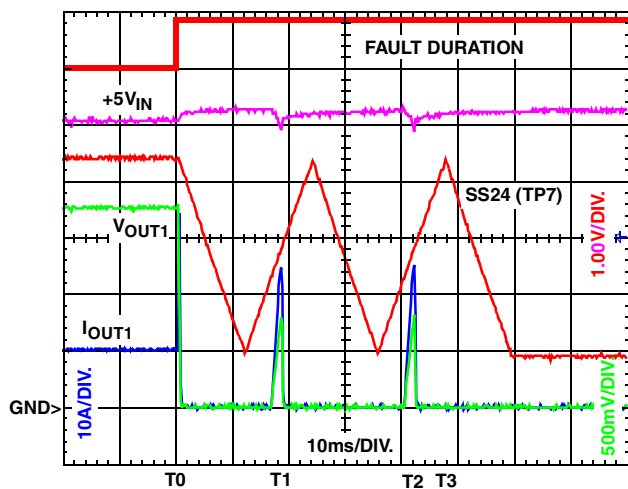 FAULT DURATION
+5VIN
SS24 (TP7)
VOUT1
1.00V/DIV.
IOUT1
10A/DIV.
500mV/DIV
GND>
10ms/DIV.
T0 T1 T2 T3